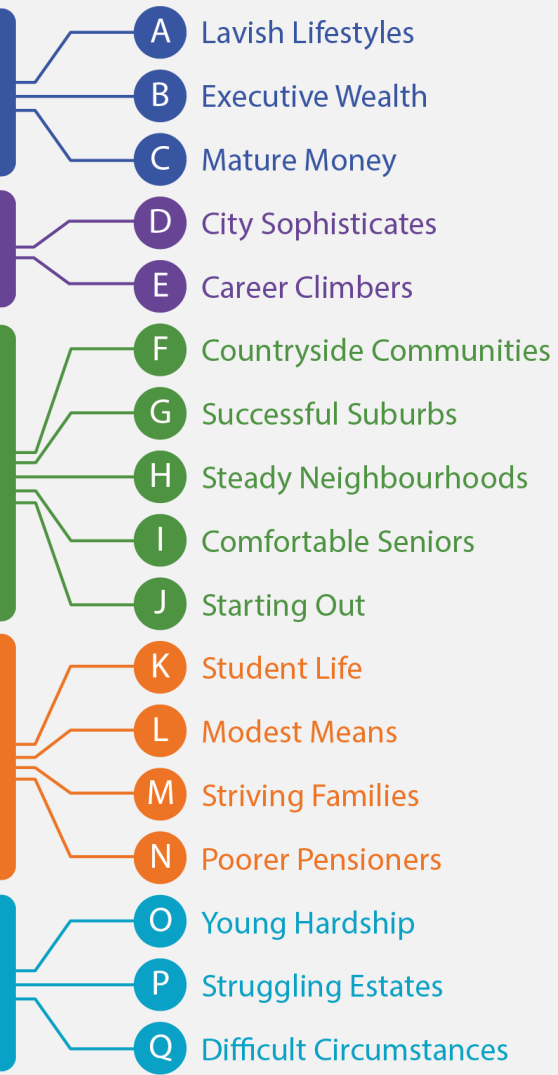 A Lavish Lifestyles
B Executive Wealth
C Mature Money
D City Sophisticates
E Career Climbers
F Countryside Communities
G Successful Suburbs
H Steady Neighbourhoods
I Comfortable Seniors
J Starting Out
K Student Life
L Modest Means
M Striving Families
N Poorer Pensioners
O Young Hardship
P Struggling Estates
Q Difficult Circumstances